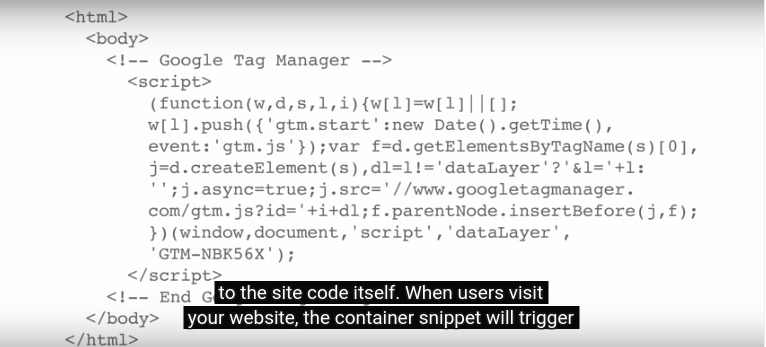 <html>
<body>
<!-- Google Tag Manager -->
<script>
(function(w,d,s,l,i){w[l]=w[l]||[];
w[l].push({'gtm.start':new Date().getTime(),
event:'gtm.js'});var f=d.getElementsByTagName(s)[0],
j=d.createElement(s),dl=l!='dataLayer'?'&l='+l:
'';j.async=true;j.src='//www.googletagmanager.
com/gtm.js?id='+i+dl;f.parentNode.insertBefore(j,f);
})(window,document,'script','dataLayer',
'GTM-NBK56X');
</script>
<!-- End
to the site code itself. When users visit
your website, the container snippet will trigger
</body>
</html>